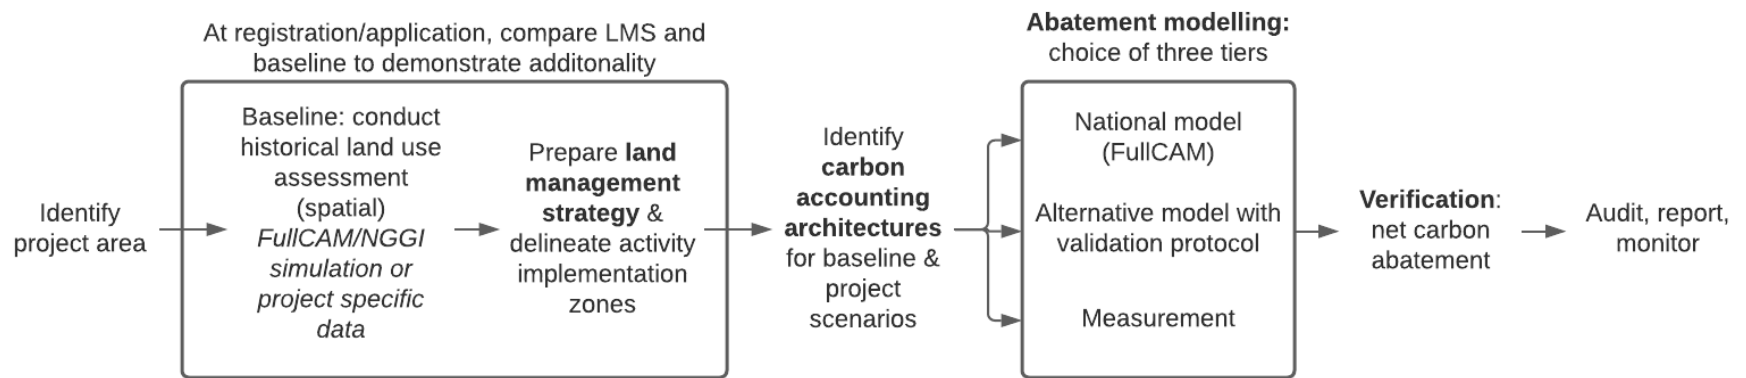 Identify
project area
At registration/application, compare LMS and
baseline to demonstrate additonality
Baseline: conduct
historical land use
assessment
(spatial)
FullCAM/NGGI
simulation or
project specific
data
Prepare land
management
strategy &
delineate activity
implementation
zones
Identify
carbon
accounting
architectures
for baseline &
project
scenarios
Abatement modelling:
choice of three tiers
National model
(FullCAM)
Alternative model with
validation protocol
Measurement
Verification:
net carbon
abatement
Audit, report,
monitor